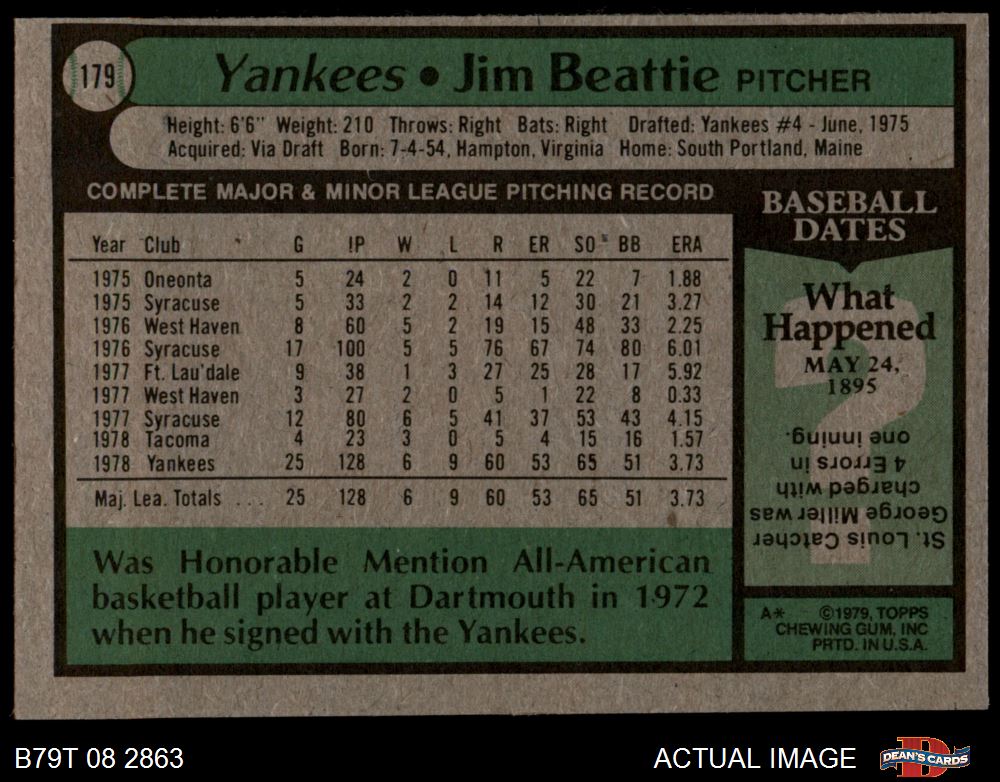 179
Yankees • Jim Beattie PITCHER
Height: 6'6" Weight: 210 Throws: Right Bats: Right Drafted: Yankees #4 - June, 1975
Acquired: Via Draft Born: 7-4-54, Hampton, Virginia Home: South Portland, Maine
COMPLETE MAJOR & MINOR LEAGUE PITCHING RECORD
Year Club G IP W L R ER SO BB ERA
1975 Oneonta 5 24 2 0 11 5 22 7 1.88
1975 Syracuse 5 33 2 2 14 12 30 21 3.27
1976 West Haven 8 60 5 2 19 15 48 33 2.25
1976 Syracuse 17 100 5 5 76 67 74 80 6.01
1977 Ft. Lau'dale 9 38 1 3 27 25 28 17 5.92
1977 West Haven 3 27 2 0 5 1 22 8 0.33
1977 Syracuse 12 80 6 5 41 37 53 43 4.15
1978 Tacoma 4 23 3 0 5 4 15 16 1.57
1978 Yankees 25 128 6 9 60 53 65 51 3.73
Maj. Lea. Totals ... 25 128 6 9 60 53 65 51 3.73
Was Honorable Mention All-American
basketball player at Dartmouth in 1972
when he signed with the Yankees.
BASEBALL
DATES
What
Happened
MAY 24,
1895
?
St. Louis Catcher
George Miller was
charged with
4 Errors in
one inning.
A* ©1979, TOPPS
CHEWING GUM, INC
PRTD. IN U.S.A.
B79T 08 2863
ACTUAL IMAGE
DEAN'S CARDS